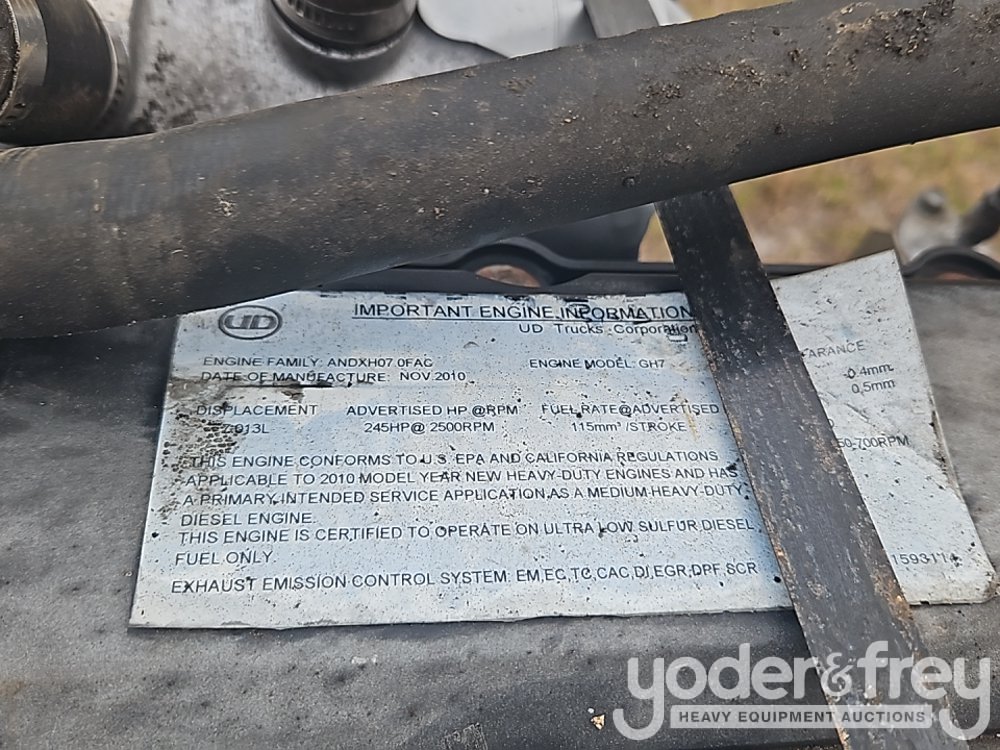 UD
IMPORTANT ENGINE INFORMATION
UD Trucks Corporation
ENGINE FAMILY: ANDXH07.0FAC ENGINE MODEL: GH7
DATE OF MANUFACTURE: NOV.2010
DISPLACEMENT ADVERTISED HP @RPM FUEL RATE@ADVERTISED
013L 245HP@ 2500RPM 115mm³ /STROKE
THIS ENGINE CONFORMS TO U.S. EPA AND CALIFORNIA REGULATIONS
APPLICABLE TO 2010 MODEL YEAR NEW HEAVY-DUTY ENGINES AND HAS
A PRIMARY INTENDED SERVICE APPLICATION AS A MEDIUM-HEAVY-DUTY
DIESEL ENGINE.
THIS ENGINE IS CERTIFIED TO OPERATE ON ULTRA LOW SULFUR DIESEL
FUEL ONLY.
EXHAUST EMISSION CONTROL SYSTEM: EM,EC,TC,CAC,DI,EGR,DPF,SCR
ARANCE
0.4mm
0.5mm
50-700RPM
yoder&frey
HEAVY EQUIPMENT AUCTIONS